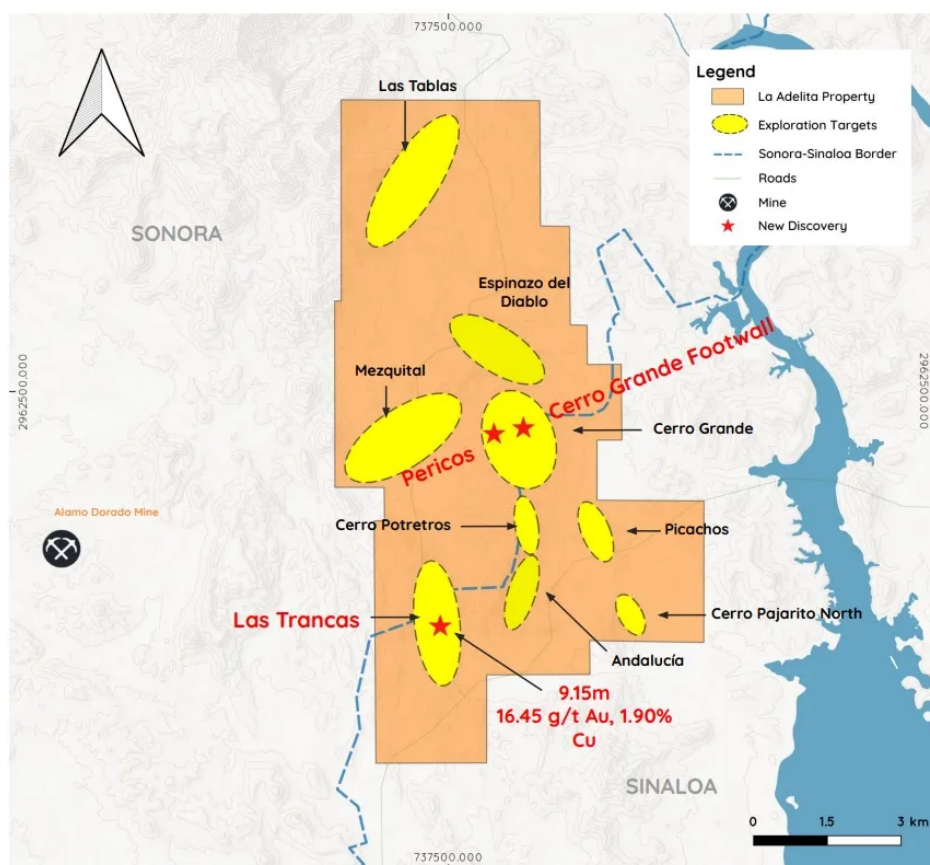 737500.000
Legend
La Adelita Property
Exploration Targets
Sonora-Sinaloa Border
Roads
Mine
New Discovery
Las Tablas
SONORA
Espinazo del
Diablo
Cerro Grande Footwall
2962500.000
2962500.000
Mezquital
Cerro Grande
Pericos
Alamo Dorado Mine
Cerro Potretros
Picachos
Las Trancas
Cerro Pajarito North
Andalucía
9.15m
16.45 g/t Au, 1.90%
Cu
SINALOA
0 1.5 3 km
737500.000